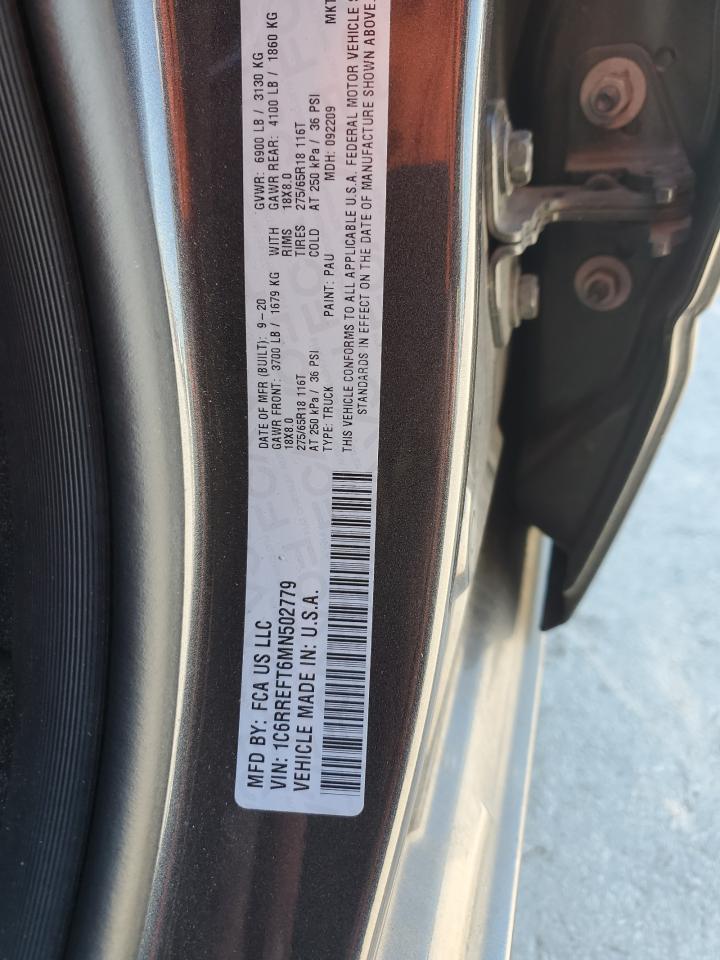 MFD BY: FCA US LLC
VIN: 1C6RREFT6MN502779
VEHICLE MADE IN: U.S.A.
DATE OF MFR (BUILT): 9-20 GVWR: 6900 LB / 3130 KG
GAWR FRONT: 3700 LB / 1679 KG WITH GAWR REAR: 4100 LB / 1860 KG
18X8.0 RIMS 18X8.0
275/65R18 116T TIRES 275/65R18 116T
AT 250 kPa / 36 PSI COLD AT 250 kPa / 36 PSI
TYPE: TRUCK PAINT: PAU MDH: 092209 MKT
THIS VEHICLE CONFORMS TO ALL APPLICABLE U.S.A. FEDERAL MOTOR VEHICLE S
STANDARDS IN EFFECT ON THE DATE OF MANUFACTURE SHOWN ABOVE.